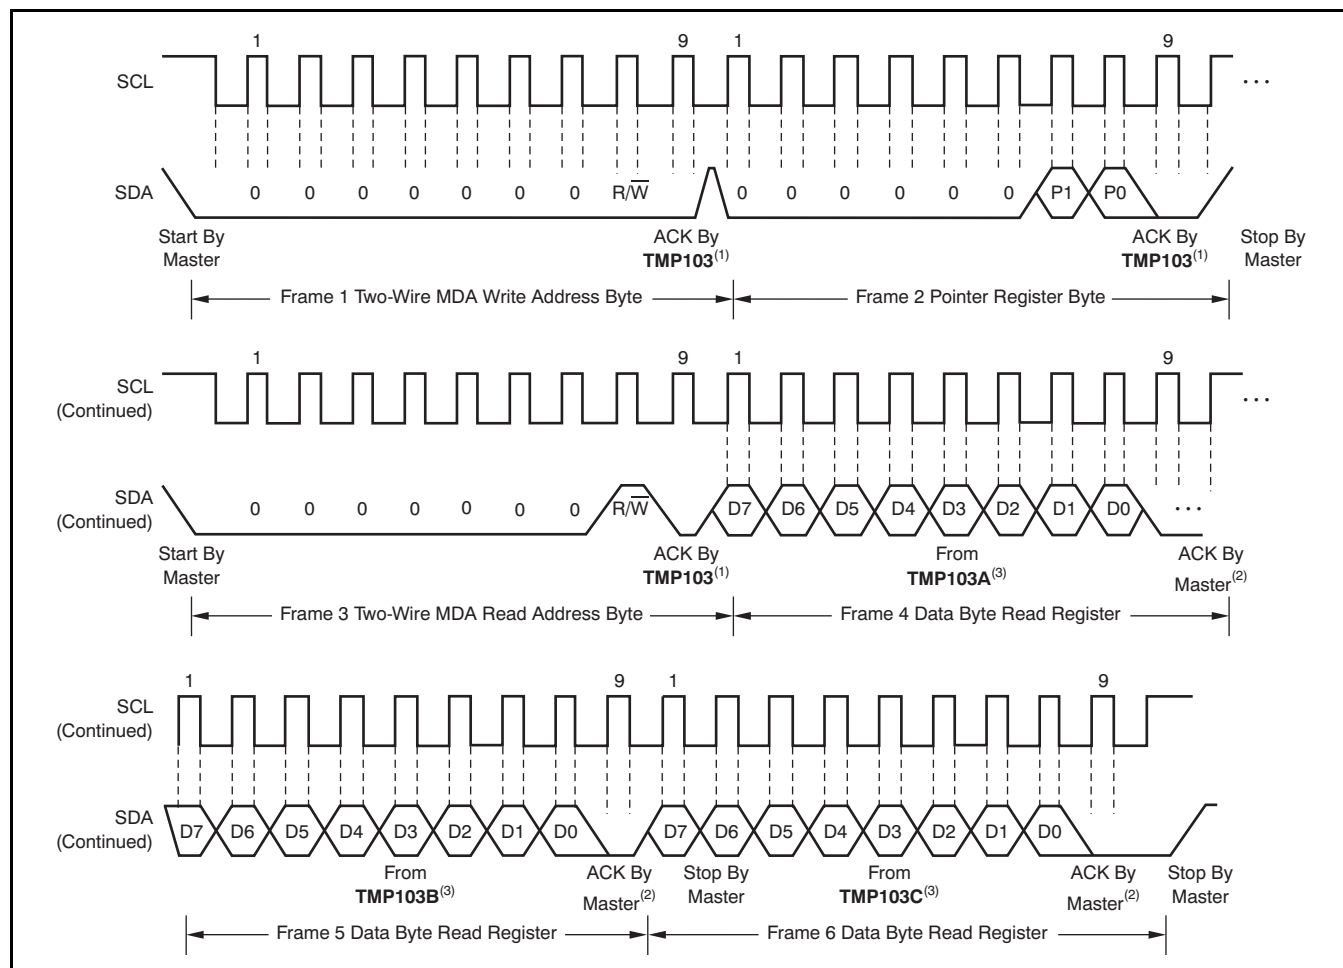 1 9 1 9
SCL ...
SDA 0 0 0 0 0 0 0 R/W̅ 0 0 0 0 0 0 P1 P0
Start By Master ACK By TMP103(1) ACK By TMP103(1) Stop By Master
Frame 1 Two-Wire MDA Write Address Byte Frame 2 Pointer Register Byte
1 9 1 9
SCL (Continued) ...
SDA (Continued) 0 0 0 0 0 0 0 R/W̅ D7 D6 D5 D4 D3 D2 D1 D0 ...
Start By Master ACK By TMP103(1) From TMP103A(3) ACK By Master(2)
Frame 3 Two-Wire MDA Read Address Byte Frame 4 Data Byte Read Register
1 9 1 9
SCL (Continued)
SDA (Continued) D7 D6 D5 D4 D3 D2 D1 D0 D7 D6 D5 D4 D3 D2 D1 D0
From TMP103B(3) ACK By Master(2) Stop By Master From TMP103C(3) ACK By Master(2) Stop By Master
Frame 5 Data Byte Read Register Frame 6 Data Byte Read Register